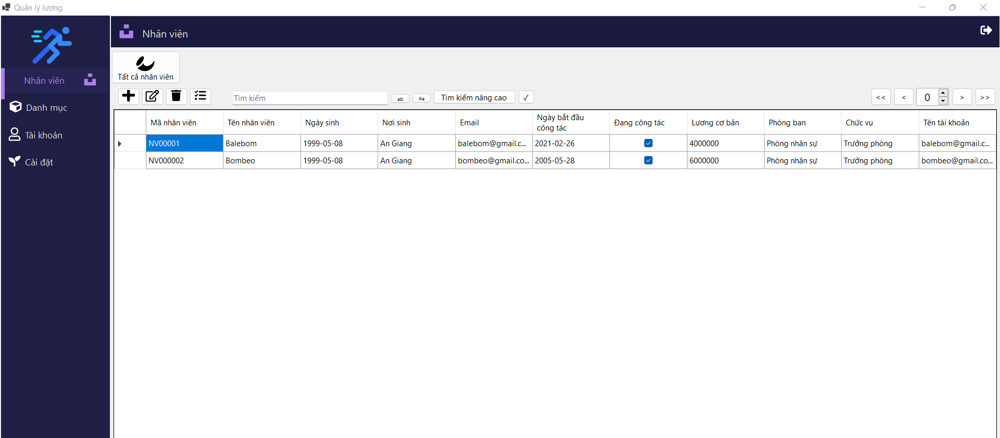 Quản lý lương
Nhân viên
Nhân viên
Danh mục
Tài khoản
Cài đặt
Tất cả nhân viên
Tìm kiếm
ab
Aa
Tìm kiếm nâng cao
✓
<<
<
0
>
>>
Mã nhân viên Tên nhân viên Ngày sinh Nơi sinh Email Ngày bắt đầu công tác Đang công tác Lương cơ bản Phòng ban Chức vụ Tên tài khoản
NV00001 Balebom 1999-05-08 An Giang balebom@gmail.c... 2021-02-26 4000000 Phòng nhân sự Trưởng phòng balebom@gmail.c...
NV000002 Bombeo 1999-05-08 An Giang bombeo@gmail.co... 2005-05-28 6000000 Phòng nhân sự Trưởng phòng bombeo@gmail.co...